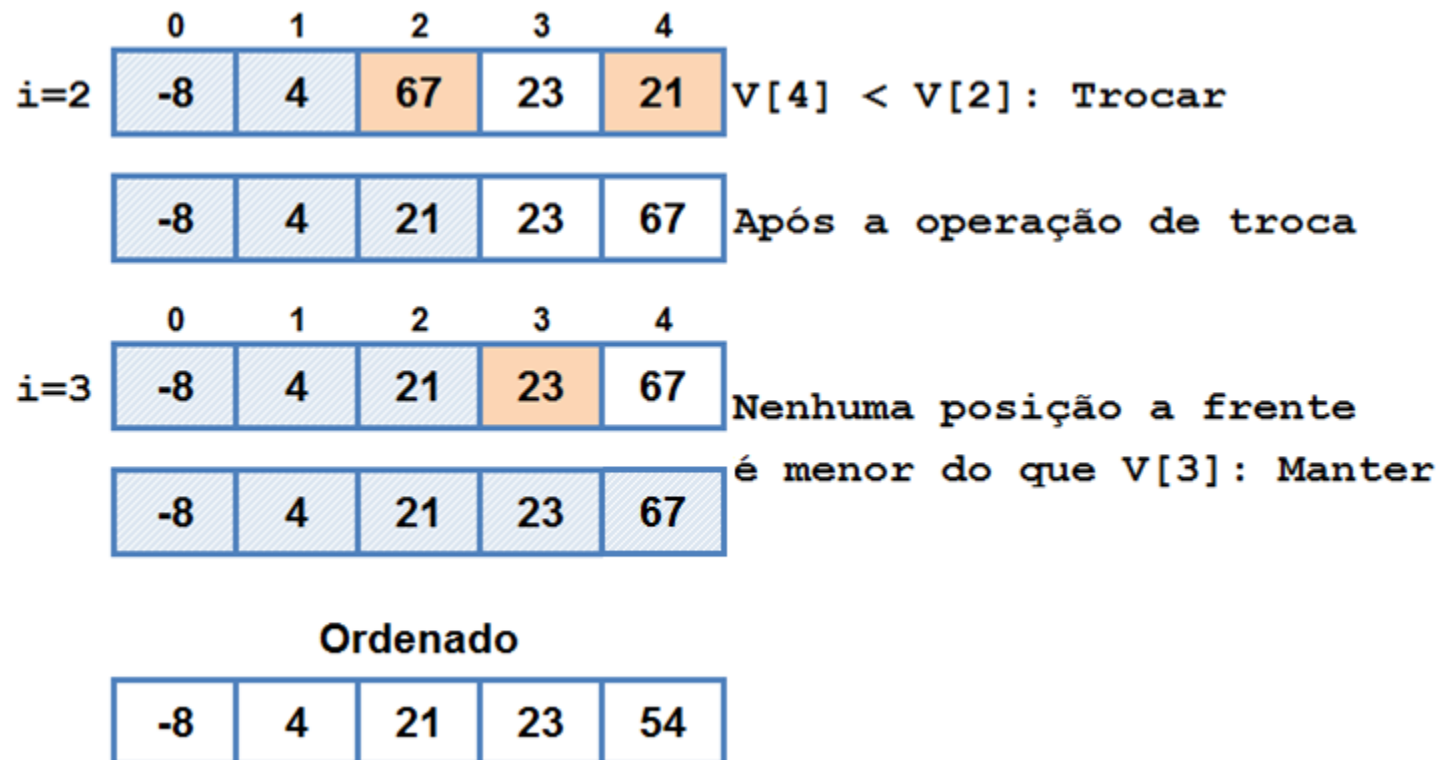 0 1 2 3 4
i=2 -8 4 67 23 21 V[4] < V[2]: Trocar
-8 4 21 23 67 Após a operação de troca
0 1 2 3 4
i=3 -8 4 21 23 67
Nenhuma posição a frente
é menor do que V[3]: Manter
-8 4 21 23 67
Ordenado
-8 4 21 23 54